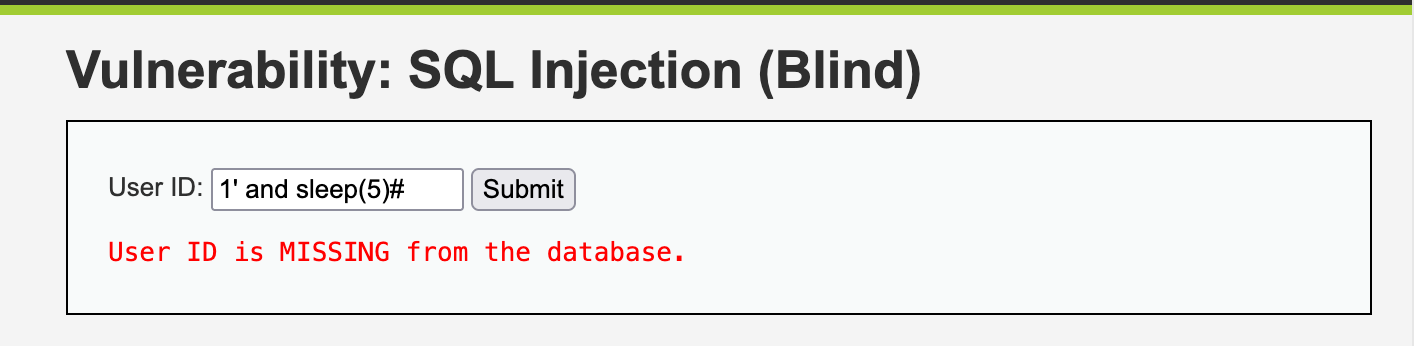 Vulnerability: SQL Injection (Blind)
User ID: 1' and sleep(5)# Submit
User ID is MISSING from the database.